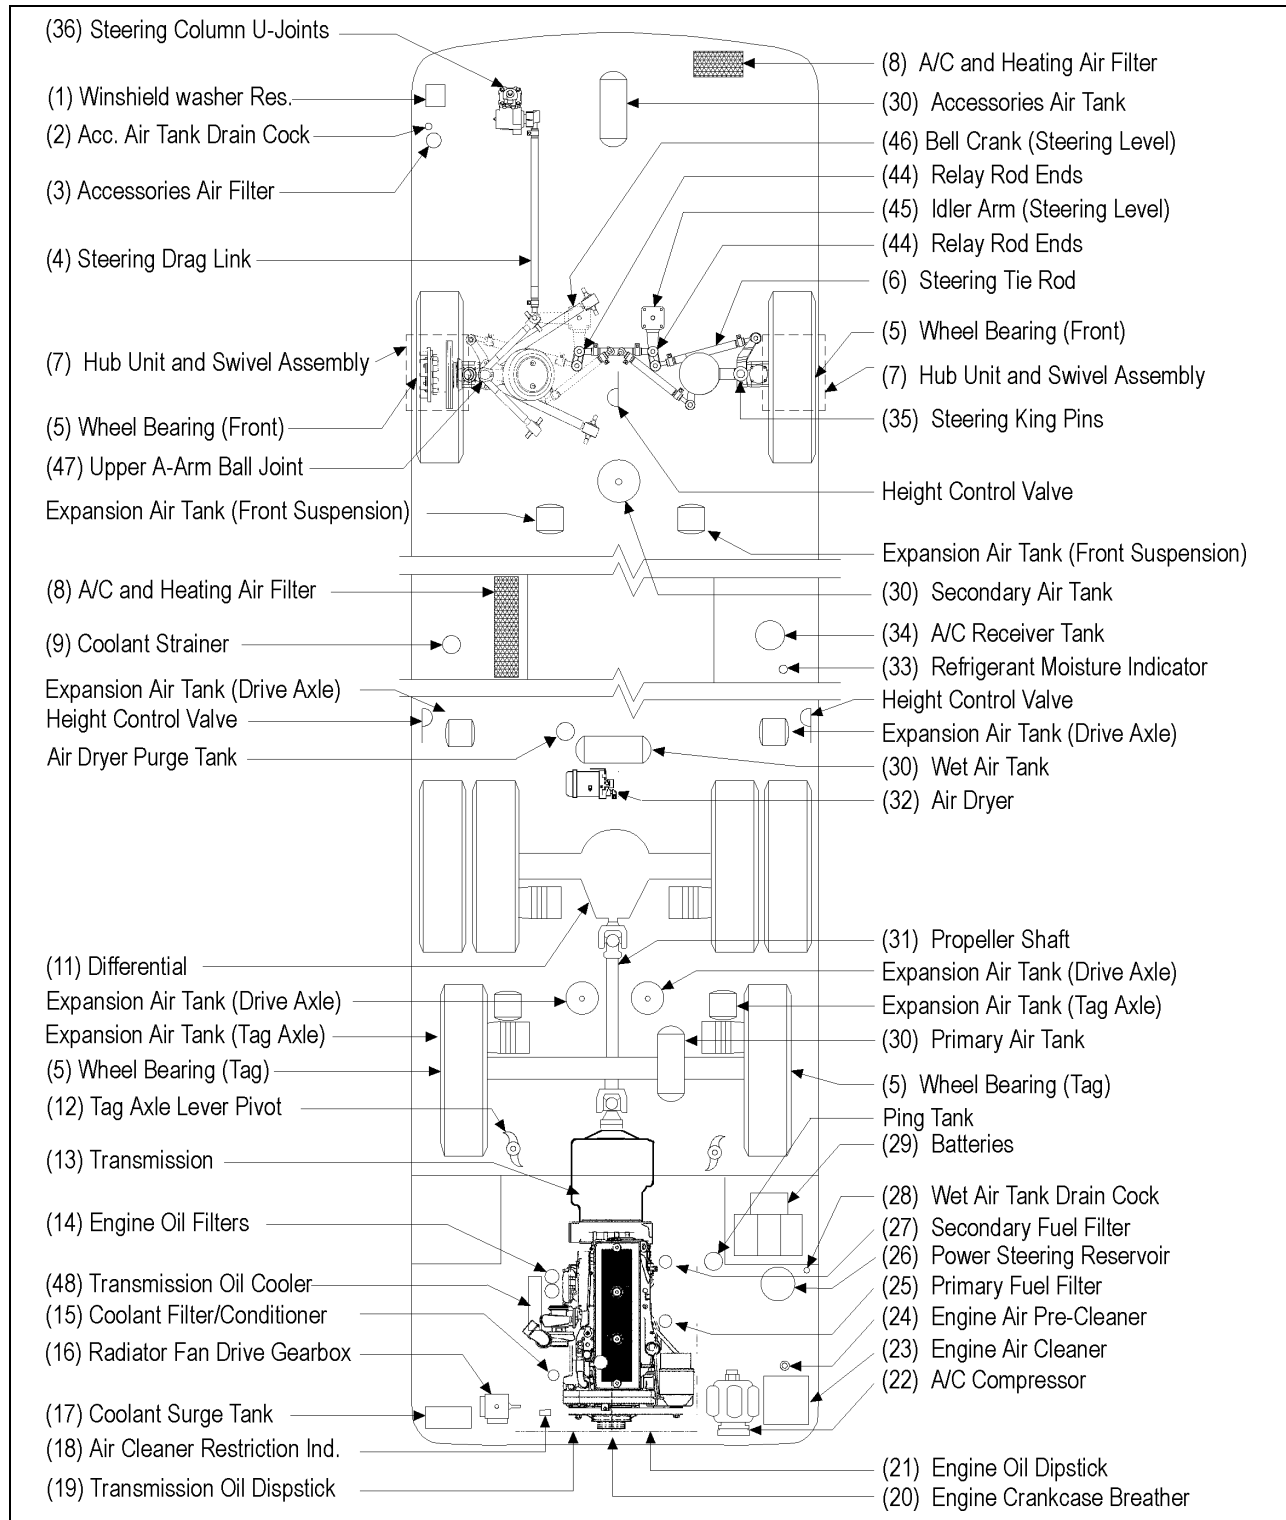 (36) Steering Column U-Joints
(1) Winshield washer Res.
(2) Acc. Air Tank Drain Cock
(3) Accessories Air Filter
(4) Steering Drag Link
(7) Hub Unit and Swivel Assembly
(5) Wheel Bearing (Front)
(47) Upper A-Arm Ball Joint
Expansion Air Tank (Front Suspension)
(8) A/C and Heating Air Filter
(9) Coolant Strainer
Expansion Air Tank (Drive Axle)
Height Control Valve
Air Dryer Purge Tank
(11) Differential
Expansion Air Tank (Drive Axle)
Expansion Air Tank (Tag Axle)
(5) Wheel Bearing (Tag)
(12) Tag Axle Lever Pivot
(13) Transmission
(14) Engine Oil Filters
(48) Transmission Oil Cooler
(15) Coolant Filter/Conditioner
(16) Radiator Fan Drive Gearbox
(17) Coolant Surge Tank
(18) Air Cleaner Restriction Ind.
(19) Transmission Oil Dispstick
(8) A/C and Heating Air Filter
(30) Accessories Air Tank
(46) Bell Crank (Steering Level)
(44) Relay Rod Ends
(45) Idler Arm (Steering Level)
(44) Relay Rod Ends
(6) Steering Tie Rod
(5) Wheel Bearing (Front)
(7) Hub Unit and Swivel Assembly
(35) Steering King Pins
Height Control Valve
Expansion Air Tank (Front Suspension)
(30) Secondary Air Tank
(34) A/C Receiver Tank
(33) Refrigerant Moisture Indicator
Height Control Valve
Expansion Air Tank (Drive Axle)
(30) Wet Air Tank
(32) Air Dryer
(31) Propeller Shaft
Expansion Air Tank (Drive Axle)
Expansion Air Tank (Tag Axle)
(30) Primary Air Tank
(5) Wheel Bearing (Tag)
Ping Tank
(29) Batteries
(28) Wet Air Tank Drain Cock
(27) Secondary Fuel Filter
(26) Power Steering Reservoir
(25) Primary Fuel Filter
(24) Engine Air Pre-Cleaner
(23) Engine Air Cleaner
(22) A/C Compressor
(21) Engine Oil Dipstick
(20) Engine Crankcase Breather